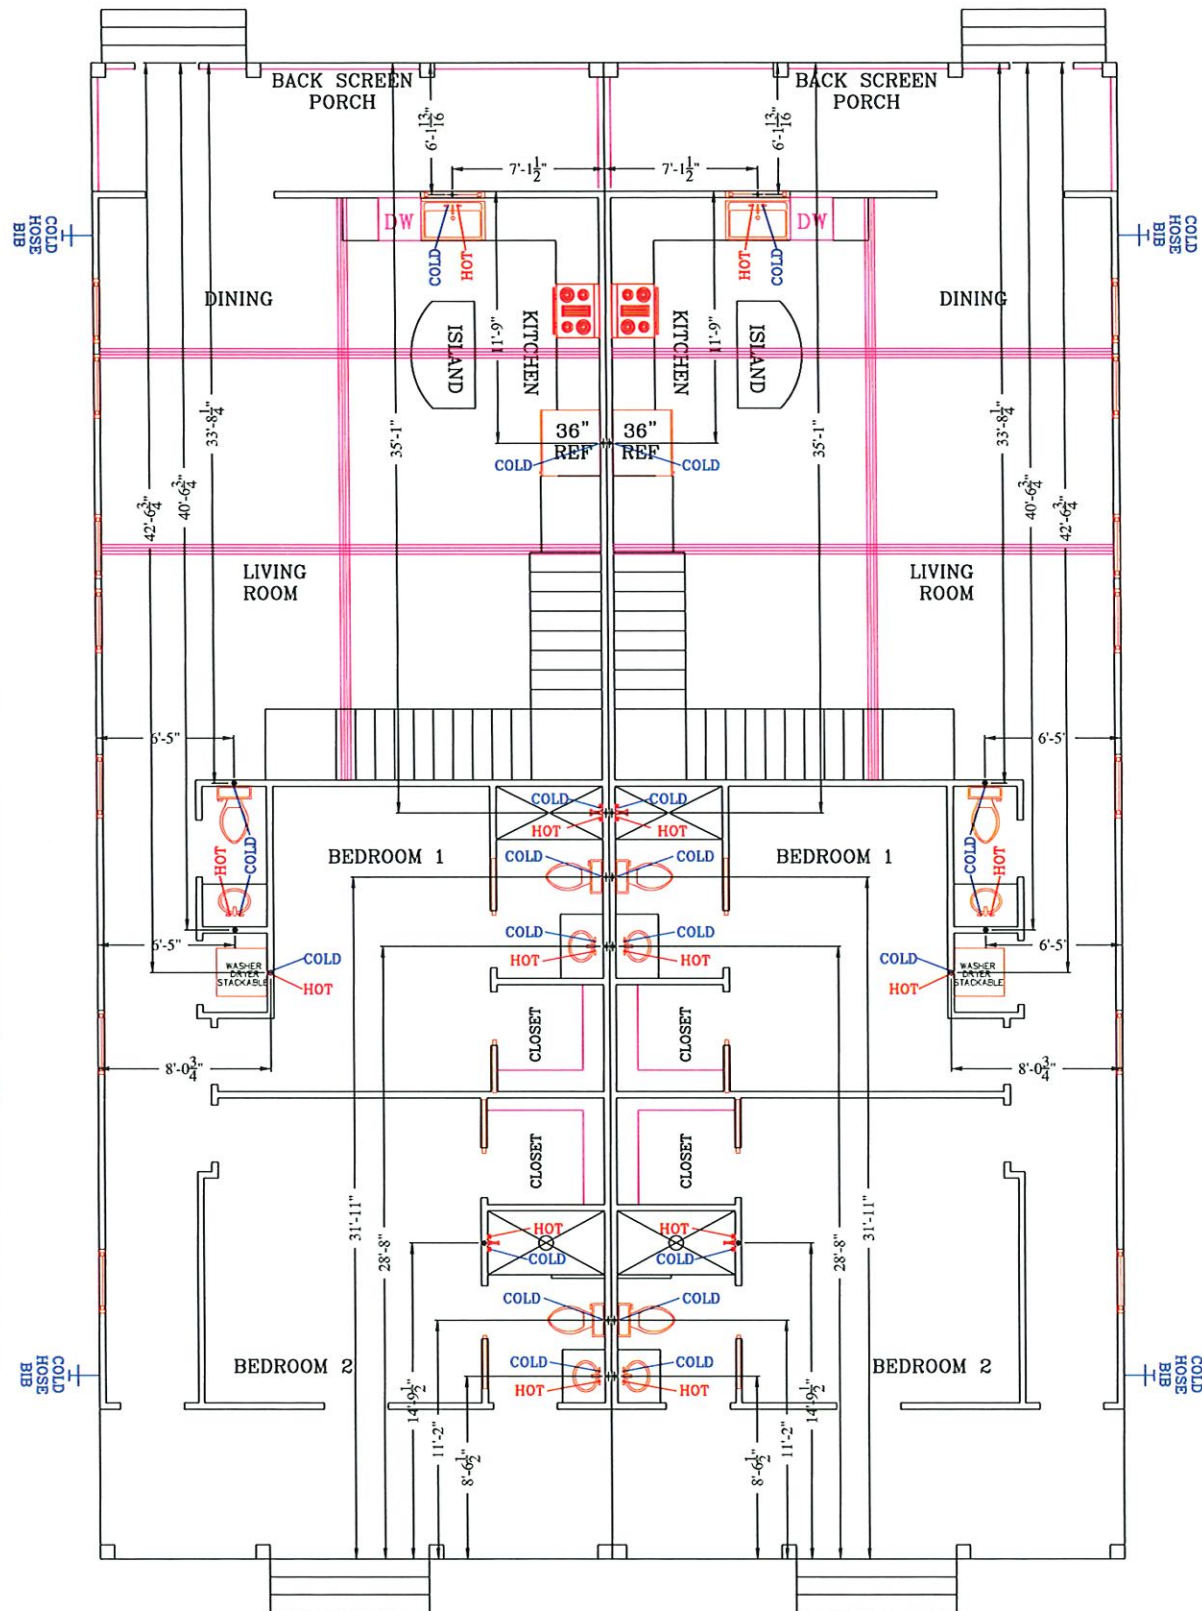 BACK SCREEN
PORCH
BACK SCREEN
PORCH
6'-1 13/16"
6'-1 13/16"
7'-1 1/2"
7'-1 1/2"
COLD
HOSE
BIB
COLD
HOSE
BIB
DW
DW
COLD
HOT
HOT
COLD
DINING
DINING
ISLAND
KITCHEN
KITCHEN
ISLAND
11'-9"
11'-9"
33'-8 1/4"
35'-1"
35'-1"
33'-8 1/4"
36"
REF
36"
REF
COLD
COLD
42'-6 3/4"
40'-6 3/4"
40'-6 3/4"
42'-6 3/4"
LIVING
ROOM
LIVING
ROOM
6'-5"
6'-5"
COLD
HOT
COLD
HOT
BEDROOM 1
BEDROOM 1
HOT
COLD
COLD
HOT
COLD
COLD
COLD
HOT
COLD
HOT
6'-5"
6'-5"
WASHER
DRYER
STACKABLE
COLD
HOT
COLD
HOT
WASHER
DRYER
STACKABLE
CLOSET
CLOSET
8'-0 3/4"
8'-0 3/4"
CLOSET
CLOSET
31'-11"
28'-8"
28'-8"
31'-11"
HOT
COLD
HOT
COLD
COLD
COLD
BEDROOM 2
BEDROOM 2
COLD
HOT
COLD
HOT
COLD
HOSE
BIB
COLD
HOSE
BIB
14'-9 1/2"
11'-2"
8'-6 1/2"
8'-6 1/2"
11'-2"
14'-9 1/2"